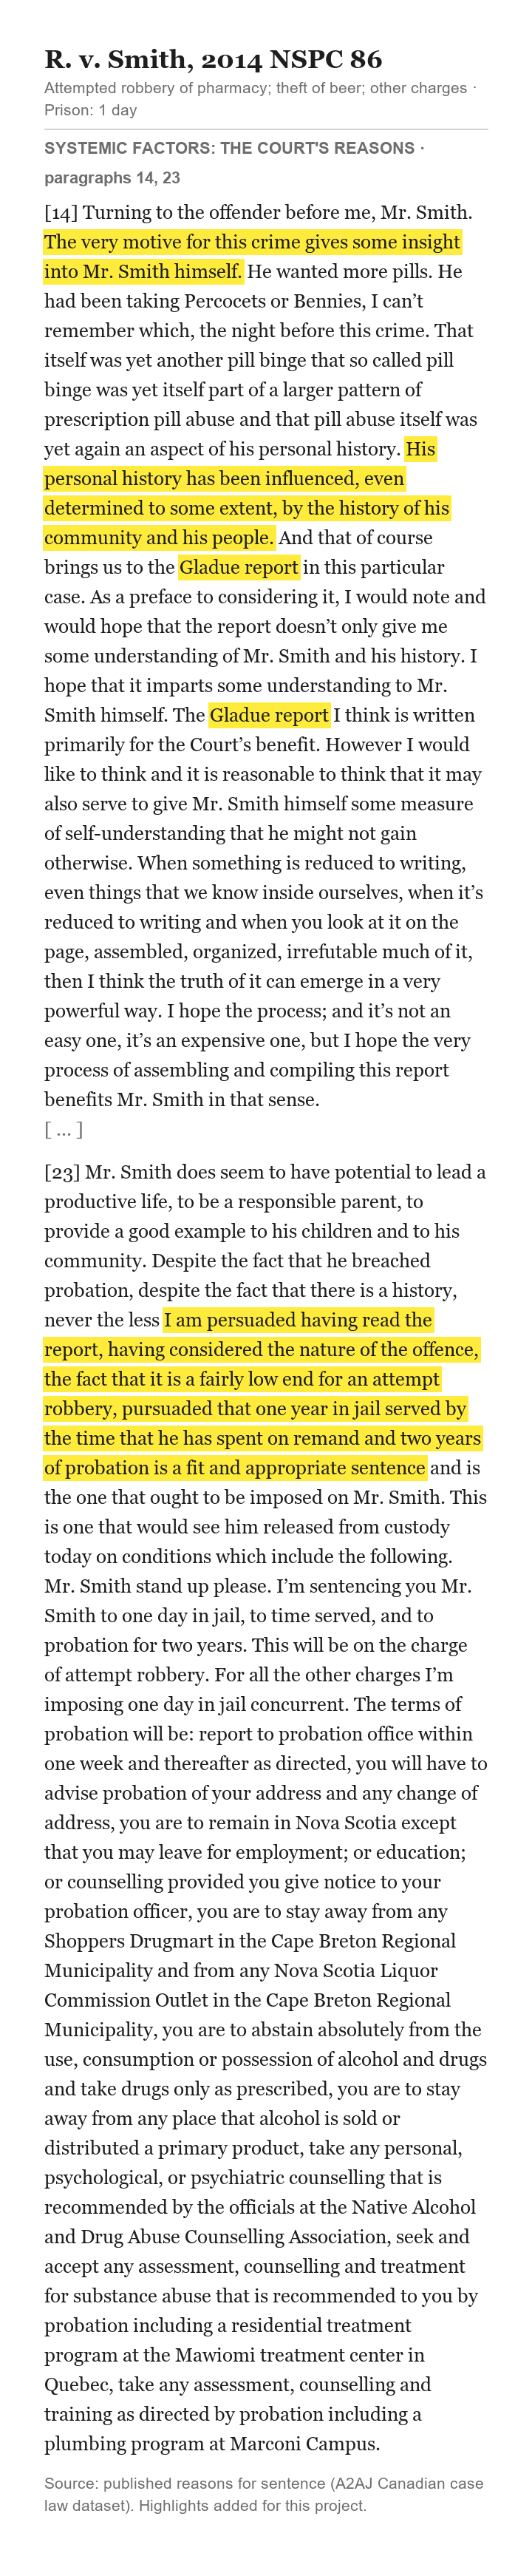 R. v. Smith, 2014 NSPC 86
Attempted robbery of pharmacy; theft of beer; other charges ·
Prison: 1 day
SYSTEMIC FACTORS: THE COURT'S REASONS ·
paragraphs 14, 23
[14] Turning to the offender before me, Mr. Smith.
The very motive for this crime gives some insight
into Mr. Smith himself. He wanted more pills. He
had been taking Percocets or Bennies, I can’t
remember which, the night before this crime. That
itself was yet another pill binge that so called pill
binge was yet itself part of a larger pattern of
prescription pill abuse and that pill abuse itself was
yet again an aspect of his personal history. His
personal history has been influenced, even
determined to some extent, by the history of his
community and his people. And that of course
brings us to the Gladue report in this particular
case. As a preface to considering it, I would note and
would hope that the report doesn’t only give me
some understanding of Mr. Smith and his history. I
hope that it imparts some understanding to Mr.
Smith himself. The Gladue report I think is written
primarily for the Court’s benefit. However I would
like to think and it is reasonable to think that it may
also serve to give Mr. Smith himself some measure
of self-understanding that he might not gain
otherwise. When something is reduced to writing,
even things that we know inside ourselves, when it’s
reduced to writing and when you look at it on the
page, assembled, organized, irrefutable much of it,
then I think the truth of it can emerge in a very
powerful way. I hope the process; and it’s not an
easy one, it’s an expensive one, but I hope the very
process of assembling and compiling this report
benefits Mr. Smith in that sense.
[ ... ]
[23] Mr. Smith does seem to have potential to lead a
productive life, to be a responsible parent, to
provide a good example to his children and to his
community. Despite the fact that he breached
probation, despite the fact that there is a history,
never the less I am persuaded having read the
report, having considered the nature of the offence,
the fact that it is a fairly low end for an attempt
robbery, pursuaded that one year in jail served by
the time that he has spent on remand and two years
of probation is a fit and appropriate sentence and is
the one that ought to be imposed on Mr. Smith. This
is one that would see him released from custody
today on conditions which include the following.
Mr. Smith stand up please. I’m sentencing you Mr.
Smith to one day in jail, to time served, and to
probation for two years. This will be on the charge
of attempt robbery. For all the other charges I’m
imposing one day in jail concurrent. The terms of
probation will be: report to probation office within
one week and thereafter as directed, you will have to
advise probation of your address and any change of
address, you are to remain in Nova Scotia except
that you may leave for employment; or education;
or counselling provided you give notice to your
probation officer, you are to stay away from any
Shoppers Drugmart in the Cape Breton Regional
Municipality and from any Nova Scotia Liquor
Commission Outlet in the Cape Breton Regional
Municipality, you are to abstain absolutely from the
use, consumption or possession of alcohol and drugs
and take drugs only as prescribed, you are to stay
away from any place that alcohol is sold or
distributed a primary product, take any personal,
psychological, or psychiatric counselling that is
recommended by the officials at the Native Alcohol
and Drug Abuse Counselling Association, seek and
accept any assessment, counselling and treatment
for substance abuse that is recommended to you by
probation including a residential treatment
program at the Mawiomi treatment center in
Quebec, take any assessment, counselling and
training as directed by probation including a
plumbing program at Marconi Campus.
Source: published reasons for sentence (A2AJ Canadian case
law dataset). Highlights added for this project.